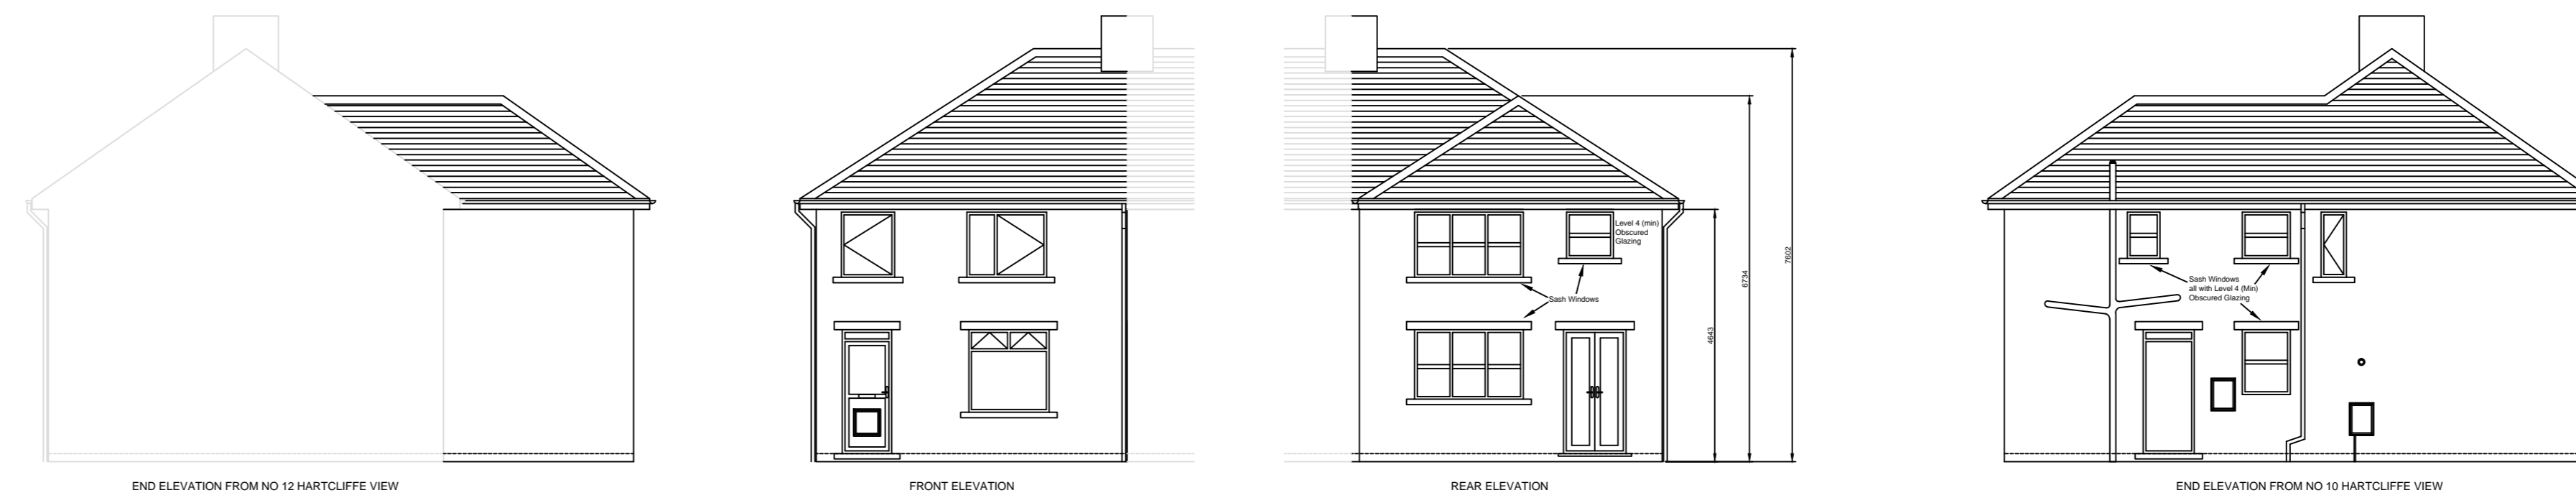 Level 4 (min)
Obscured
Glazing
Sash Windows
4643
6734
7602
Sash Windows
all with Level 4 (Min)
Obscured Glazing
END ELEVATION FROM NO 12 HARTCLIFFE VIEW
FRONT ELEVATION
REAR ELEVATION
END ELEVATION FROM NO 10 HARTCLIFFE VIEW